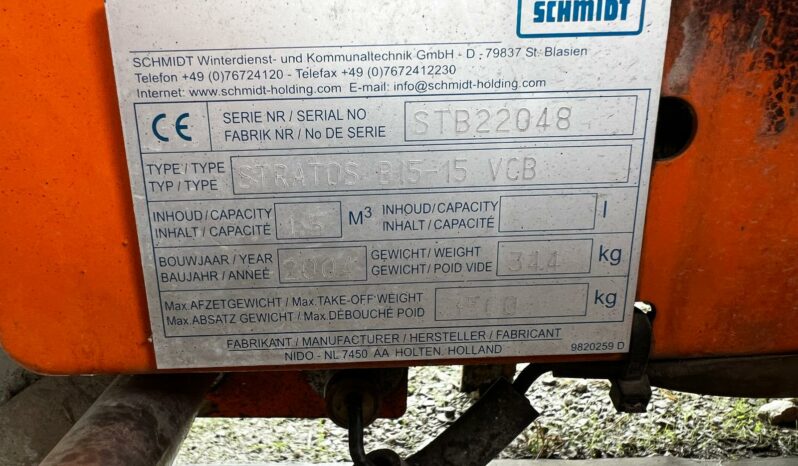 SCHMIDT
SCHMIDT Winterdienst- und Kommunaltechnik GmbH - D - 79837 St. Blasien
Telefon +49 (0)76724120 - Telefax +49 (0)7672412230
Internet: www.schmidt-holding.com E-mail: info@schmidt-holding.com
CE
SERIE NR / SERIAL NO
FABRIK NR / No DE SERIE
STB22048
TYPE / TYPE
TYP / TYPE
STRATOS B15-15 VCB
INHOUD / CAPACITY
INHALT / CAPACITÉ
1.5 M3
INHOUD / CAPACITY
INHALT / CAPACITÉ
l
BOUWJAAR / YEAR
BAUJAHR / ANNEÉ
GEWICHT / WEIGHT
GEWICHT / POID VIDE
344 kg
Max. AFZETGEWICHT / Max. TAKE-OFF WEIGHT
Max. ABSATZ GEWICHT / Max. DÉBOUCHÉ POID
kg
FABRIKANT / MANUFACTURER / HERSTELLER / FABRICANT
NIDO - NL 7450 AA HOLTEN, HOLLAND
9820259 D